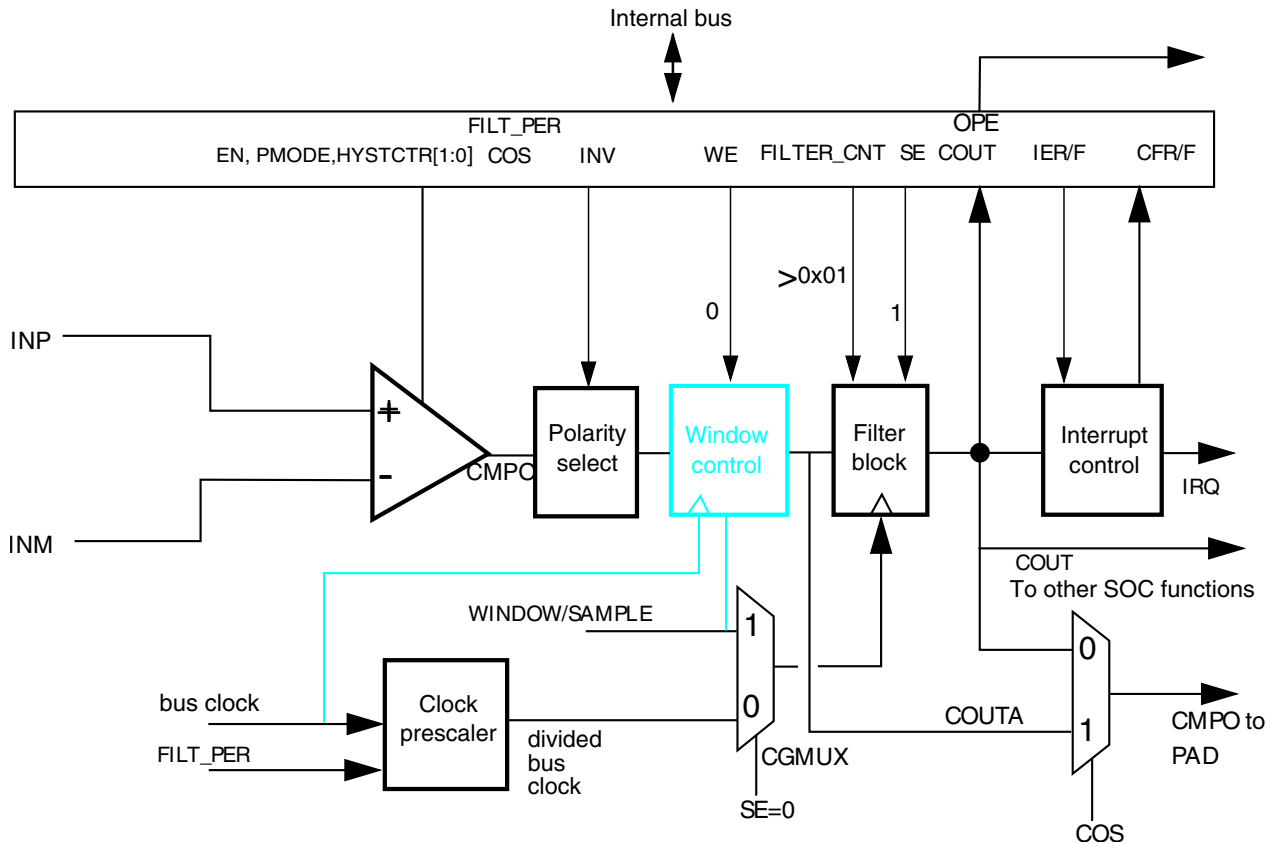 Internal bus
FILT_PER
OPE
EN, PMODE,HYSTCTR[1:0] COS INV WE FILTER_CNT SE COUT IER/F CFR/F
>0x01
0
1
INP
+
Polarity
select
Window
control
Filter
block
Interrupt
control
CMPO
-
IRQ
INM
COUT
To other SOC functions
WINDOW/SAMPLE
1
0
bus clock
Clock
prescaler
0
COUTA
1
CMPO to
PAD
divided
bus
clock
FILT_PER
CGMUX
SE=0
COS